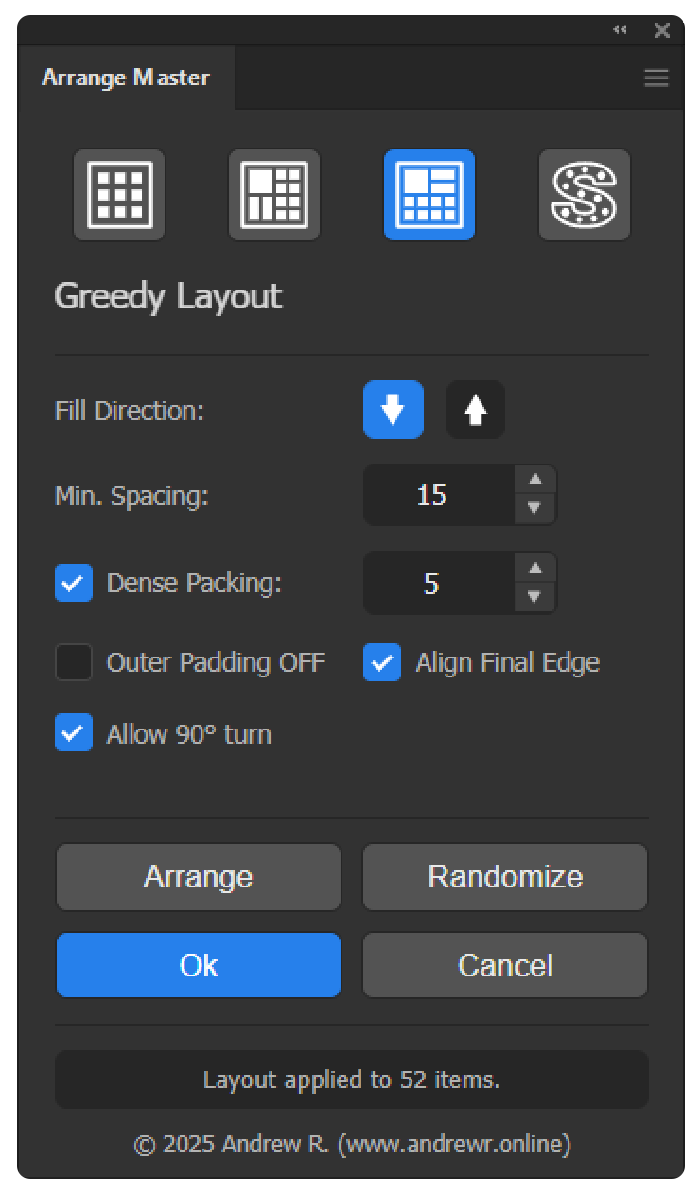 Arrange Master
Greedy Layout
Fill Direction:
Min. Spacing:
15
Dense Packing:
5
Outer Padding OFF
Align Final Edge
Allow 90° turn
Arrange
Randomize
Ok
Cancel
Layout applied to 52 items.
© 2025 Andrew R. (www.andrewr.online)